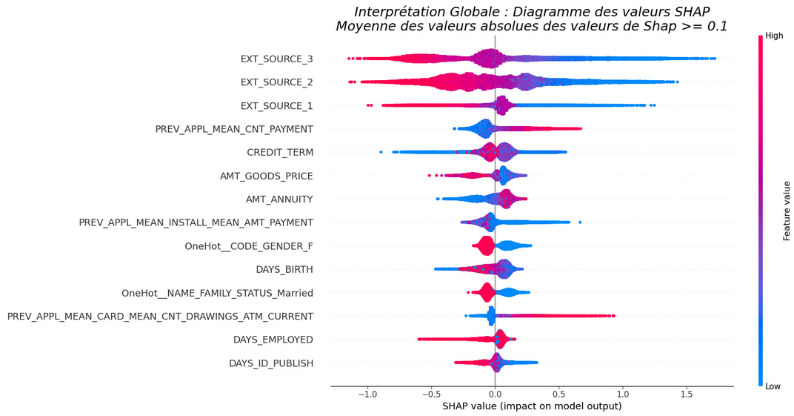 Interprétation Globale : Diagramme des valeurs SHAP
Moyenne des valeurs absolues des valeurs de Shap >= 0.1
High
EXT_SOURCE_3
EXT_SOURCE_2
EXT_SOURCE_1
PREV_APPL_MEAN_CNT_PAYMENT
CREDIT_TERM
AMT_GOODS_PRICE
AMT_ANNUITY
PREV_APPL_MEAN_INSTALL_MEAN_AMT_PAYMENT
OneHot__CODE_GENDER_F
DAYS_BIRTH
OneHot__NAME_FAMILY_STATUS_Married
PREV_APPL_MEAN_CARD_MEAN_CNT_DRAWINGS_ATM_CURRENT
DAYS_EMPLOYED
DAYS_ID_PUBLISH
Feature value
Low
−1.0 −0.5 0.0 0.5 1.0 1.5
SHAP value (impact on model output)